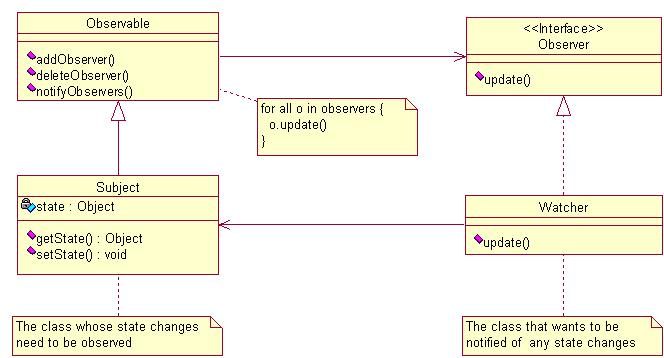 Observable
addObserver()
deleteObserver()
notifyObservers()
<<Interface>>
Observer
update()
for all o in observers {
o.update()
}
Subject
state : Object
getState() : Object
setState() : void
Watcher
update()
The class whose state changes
need to be observed
The class that wants to be
notified of any state changes